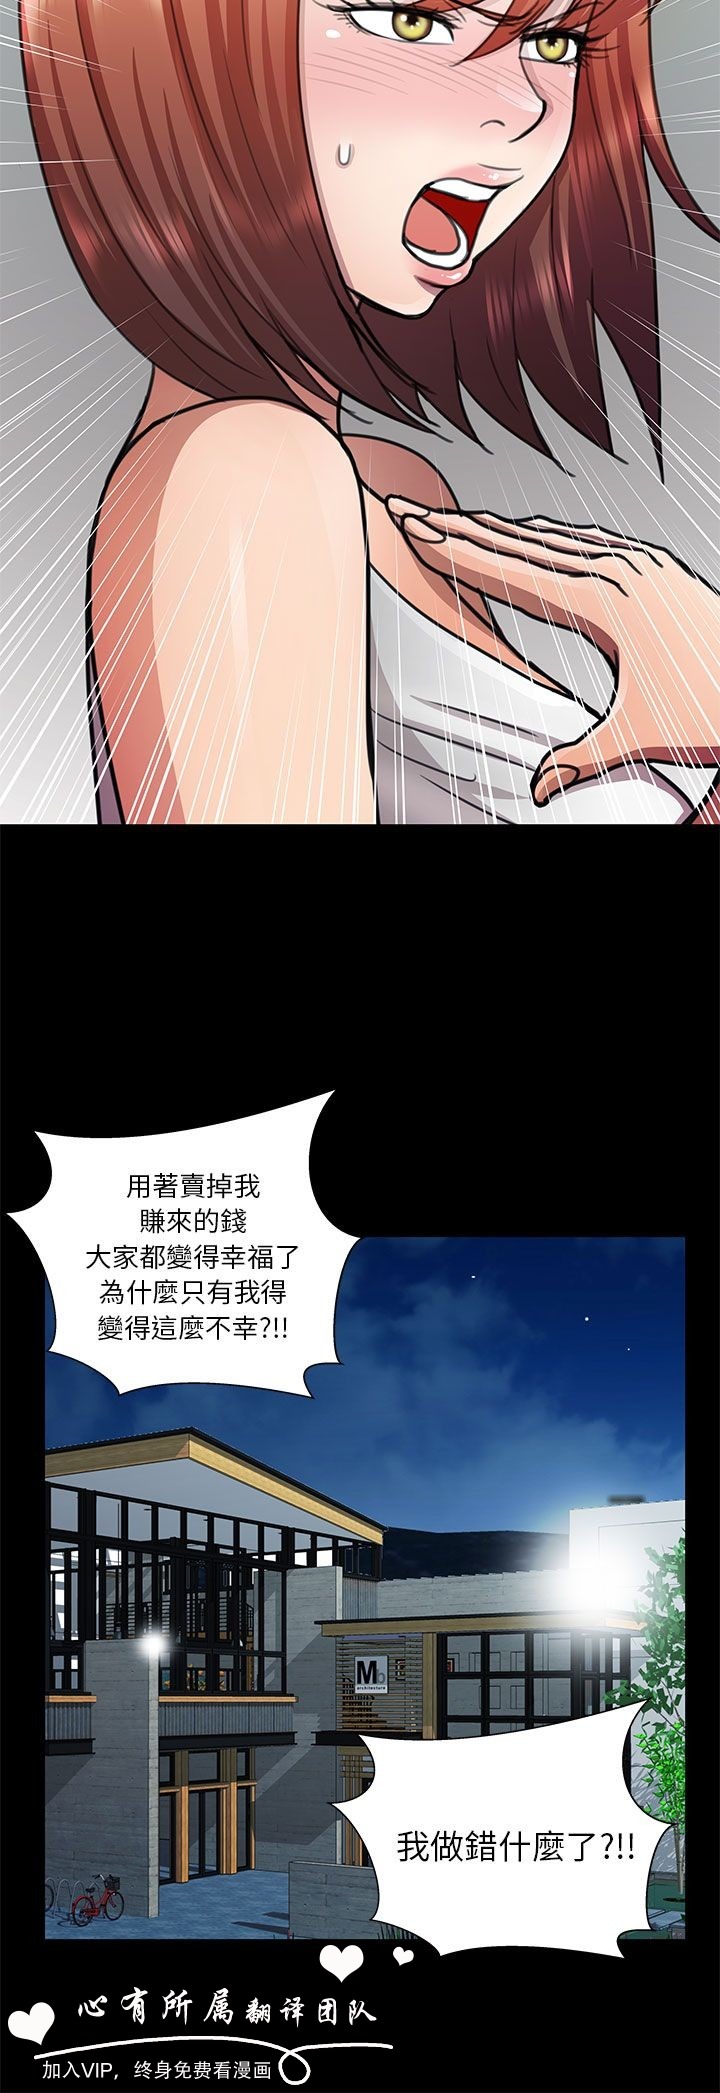 用著賣掉我
賺來的錢
大家都變得幸福了
為什麼只有我得
變得這麼不幸?!!
Mb
architecture
我做錯什麼了?!!
心有所属翻译团队
加入VIP，终身免费看漫画